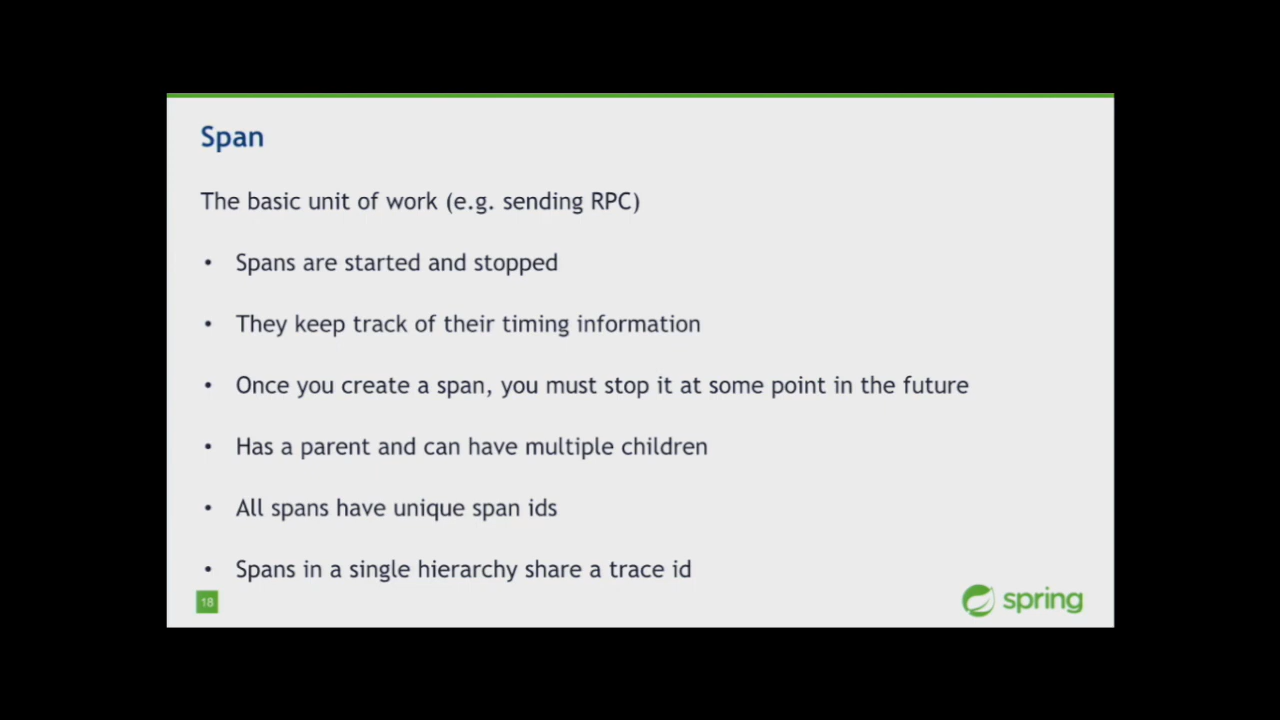 Span
The basic unit of work (e.g. sending RPC)
• Spans are started and stopped
• They keep track of their timing information
• Once you create a span, you must stop it at some point in the future
• Has a parent and can have multiple children
• All spans have unique span ids
• Spans in a single hierarchy share a trace id
18
spring